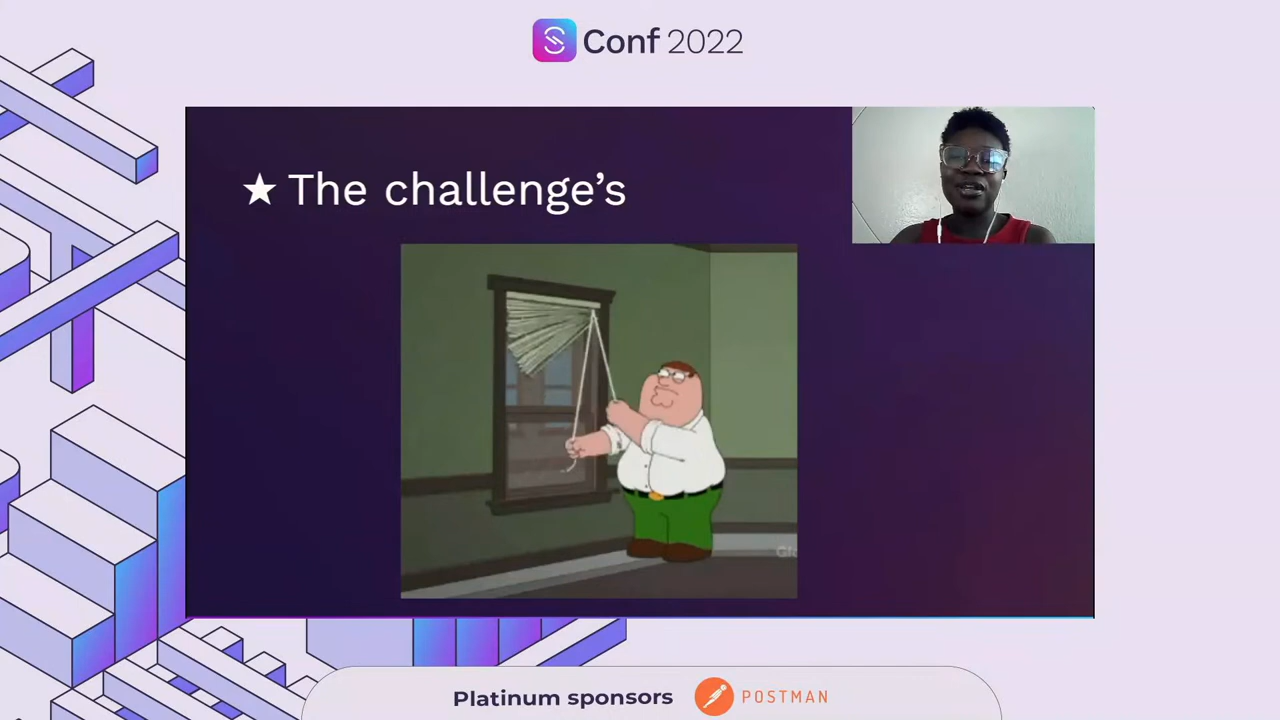 Conf 2022
★ The challenge’s
Platinum sponsors
POSTMAN